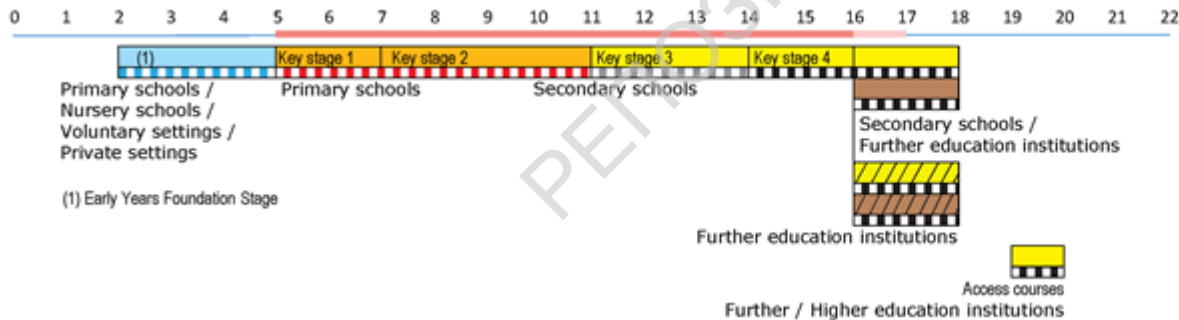 0 1 2 3 4 5 6 7 8 9 10 11 12 13 14 15 16 17 18 19 20 21 22
(1) Key stage 1 Key stage 2 Key stage 3 Key stage 4
Primary schools /
Nursery schools /
Voluntary settings /
Private settings
Primary schools
Secondary schools
Secondary schools /
Further education institutions
(1) Early Years Foundation Stage
Further education institutions
Access courses
Further / Higher education institutions